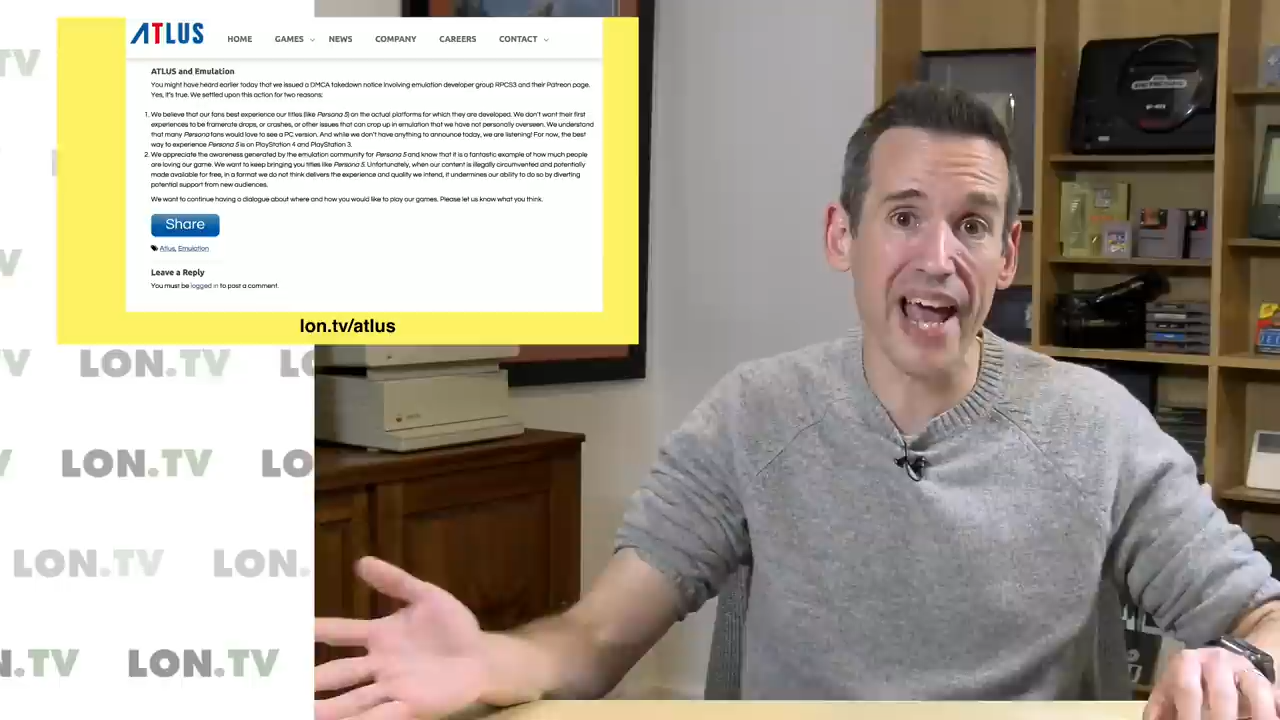 ATLUS
HOME GAMES NEWS COMPANY CAREERS CONTACT
ATLUS and Emulation
You might have heard earlier today that we issued a DMCA takedown notice involving emulation developer group RPCS3 and their Patreon page.
Yes, it's true. We settled upon this action for two reasons:
1. We believe that our fans best experience our titles (like Persona 5) on the actual platforms for which they are developed. We don't want their first
experiences to be framerate drops, or crashes, or other issues that can crop up in emulation that we have not personally overseen. We understand
that many Persona fans would love to see a PC version. And while we don't have anything to announce today, we are listening! For now, the best
way to experience Persona 5 is on PlayStation 4 and PlayStation 3.
2. We appreciate the awareness generated by the emulation community for Persona 5 and know that it is a fantastic example of how much people
are loving our game. We want to keep bringing you titles like Persona 5. Unfortunately, when our content is illegally circumvented and potentially
made available for free, in a format we do not think delivers the experience and quality we intend, it undermines our ability to do so by diverting
potential support from new audiences.
We want to continue having a dialogue about where and how you would like to play our games. Please let us know what you think.
Share
Atlus, Emulation
Leave a Reply
You must be logged in to post a comment.
lon.tv/atlus
TV
V
V LON.TV LO
V LON.TV LO
LON.TV LON.
N.TV LON.TV
GENESIS